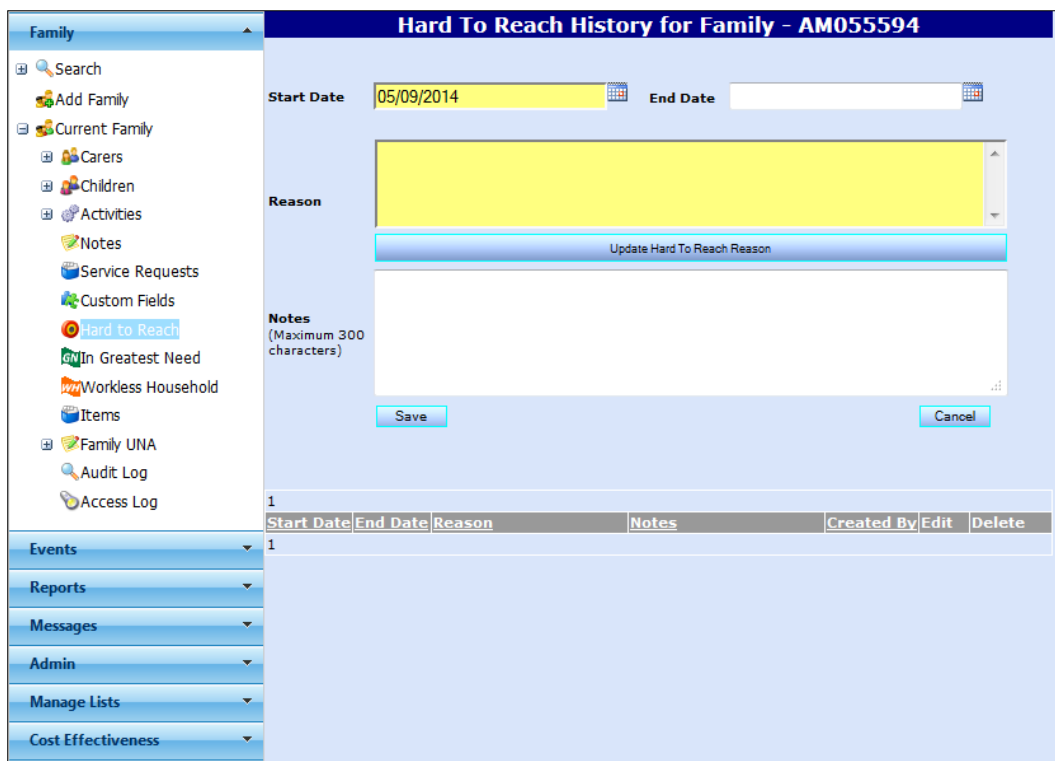 Family
Search
Add Family
Current Family
Carers
Children
Activities
Notes
Service Requests
Custom Fields
Hard to Reach
GN In Greatest Need
WH Workless Household
Items
Family UNA
Audit Log
Access Log
Events
Reports
Messages
Admin
Manage Lists
Cost Effectiveness
Hard To Reach History for Family - AM055594
Start Date 05/09/2014 End Date
Reason
Update Hard To Reach Reason
Notes
(Maximum 300
characters)
Save Cancel
1
Start Date End Date Reason Notes Created By Edit Delete
1